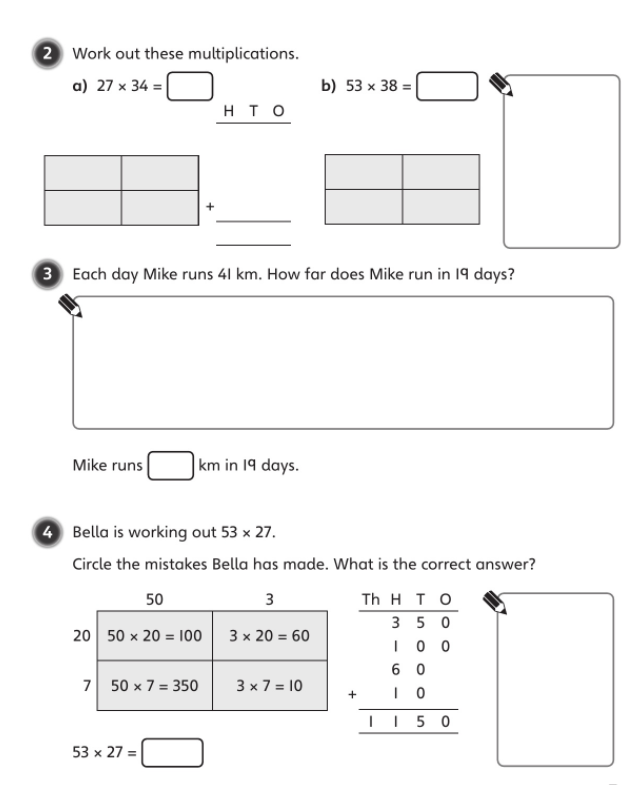 2 Work out these multiplications.
a) 27 × 34 =
b) 53 × 38 =
H T O
+
3 Each day Mike runs 41 km. How far does Mike run in 19 days?
Mike runs km in 19 days.
4 Bella is working out 53 × 27.
Circle the mistakes Bella has made. What is the correct answer?
50 3
20 50 × 20 = 100 3 × 20 = 60
7 50 × 7 = 350 3 × 7 = 10
Th H T O
3 5 0
1 0 0
6 0
+ 1 0
1 1 5 0
53 × 27 =